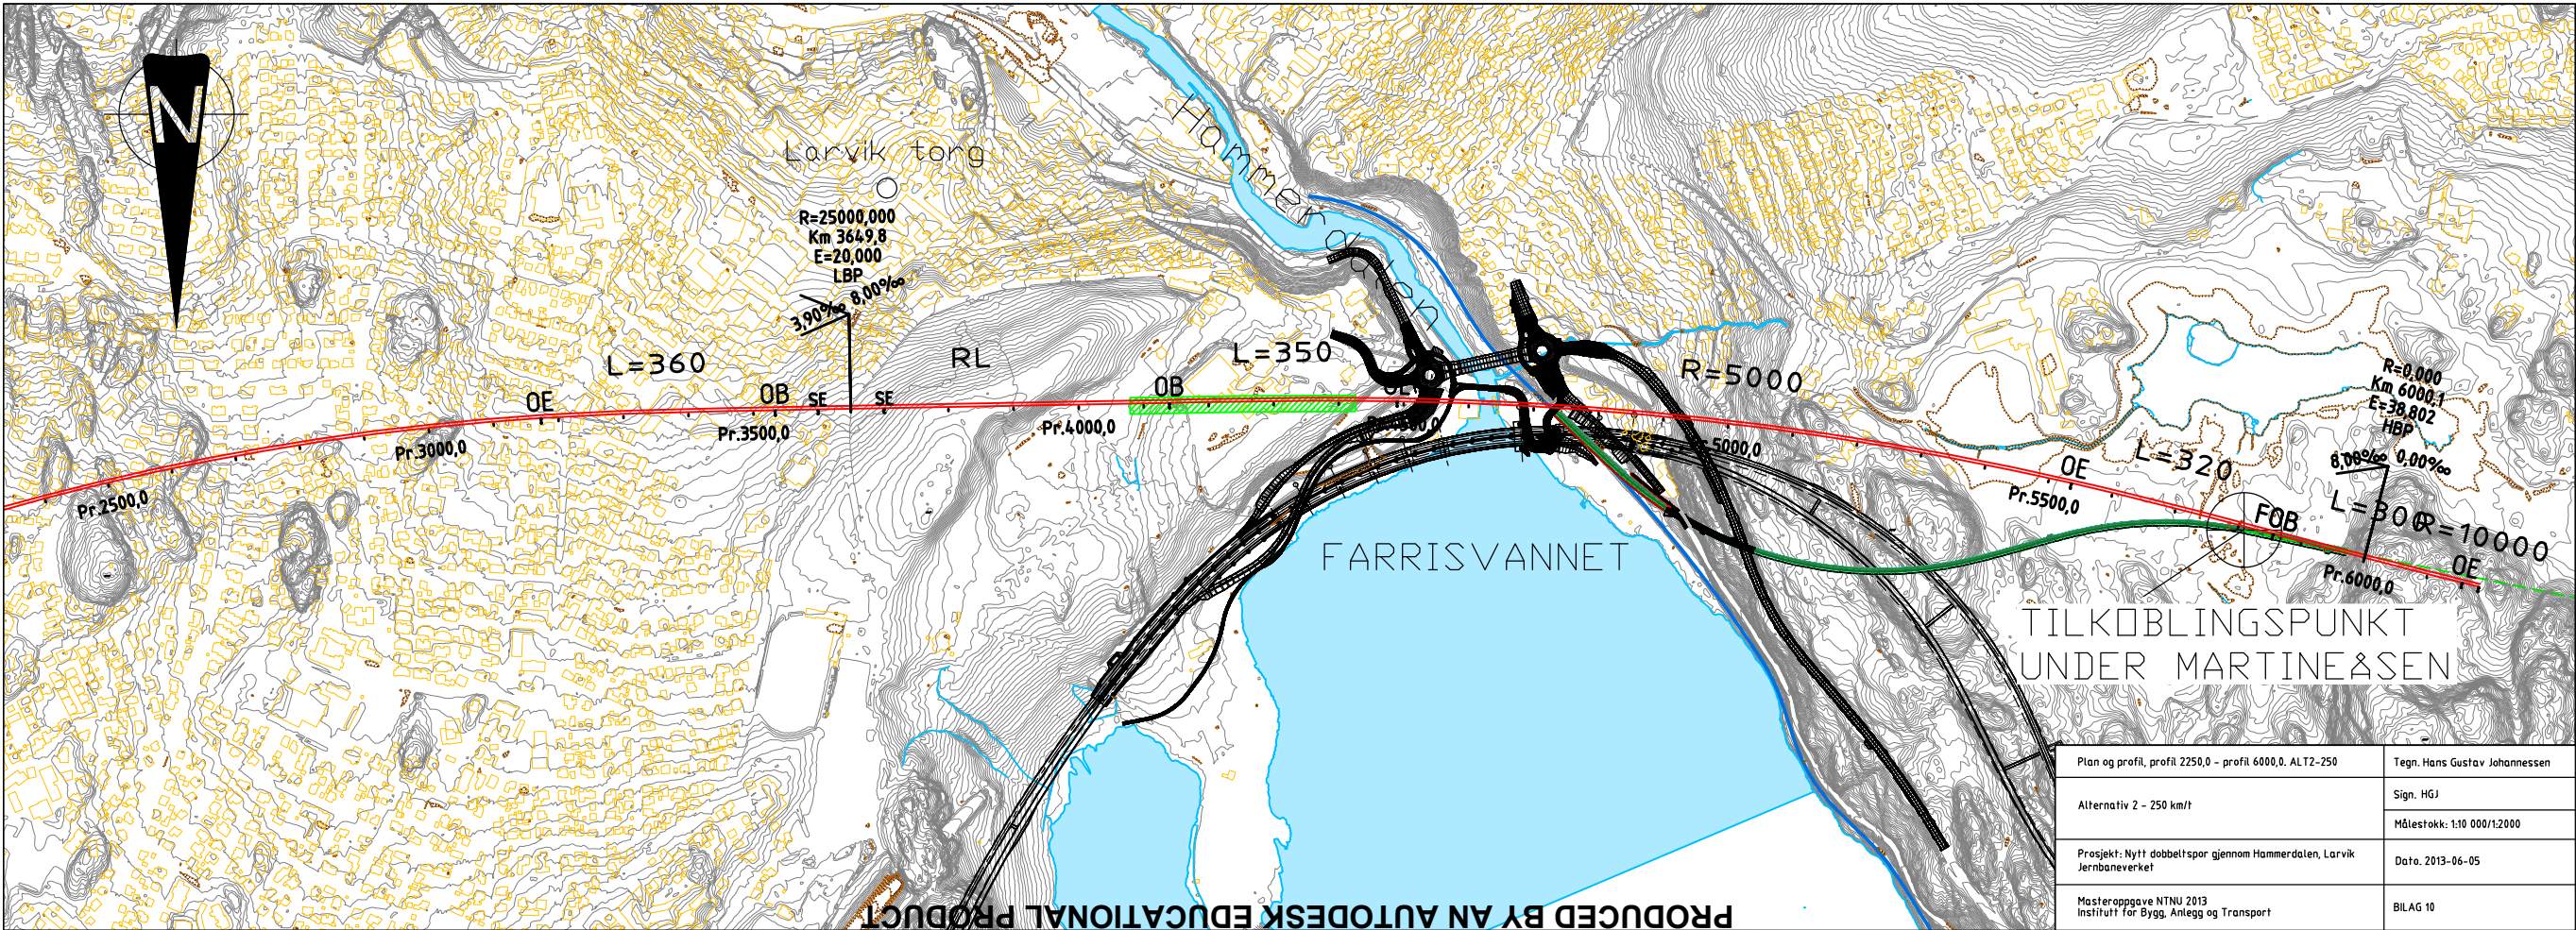 N
Larvik torg
Hammerdalen
R=25000,000
Km 3649,8
E=20,000
LBP
3,90‰ 8,00‰
L=360
RL
L=350
R=5000
OE
OB
SE
SE
OB
OE
Pr.2500,0
Pr.3000,0
Pr.3500,0
Pr.4000,0
Pr.5000,0
R=0,000
Km 6000,1
E=38,802
HBP
8,00‰ 0,00‰
OE
L=320
Pr.5500,0
FOB
L=300
R=10000
OE
Pr.6000,0
FARRISVANNET
TILKOBLINGSPUNKT
UNDER MARTINEÅSEN
Plan og profil, profil 2250,0 - profil 6000,0. ALT2-250
Tegn. Hans Gustav Johannessen
Alternativ 2 - 250 km/t
Sign. HGJ
Målestokk: 1:10 000/1:2000
Prosjekt: Nytt dobbeltspor gjennom Hammerdalen, Larvik
Jernbaneverket
Dato. 2013-06-05
Masteroppgave NTNU 2013
Institutt for Bygg, Anlegg og Transport
BILAG 10
PRODUCED BY AN AUTODESK EDUCATIONAL PRODUCT